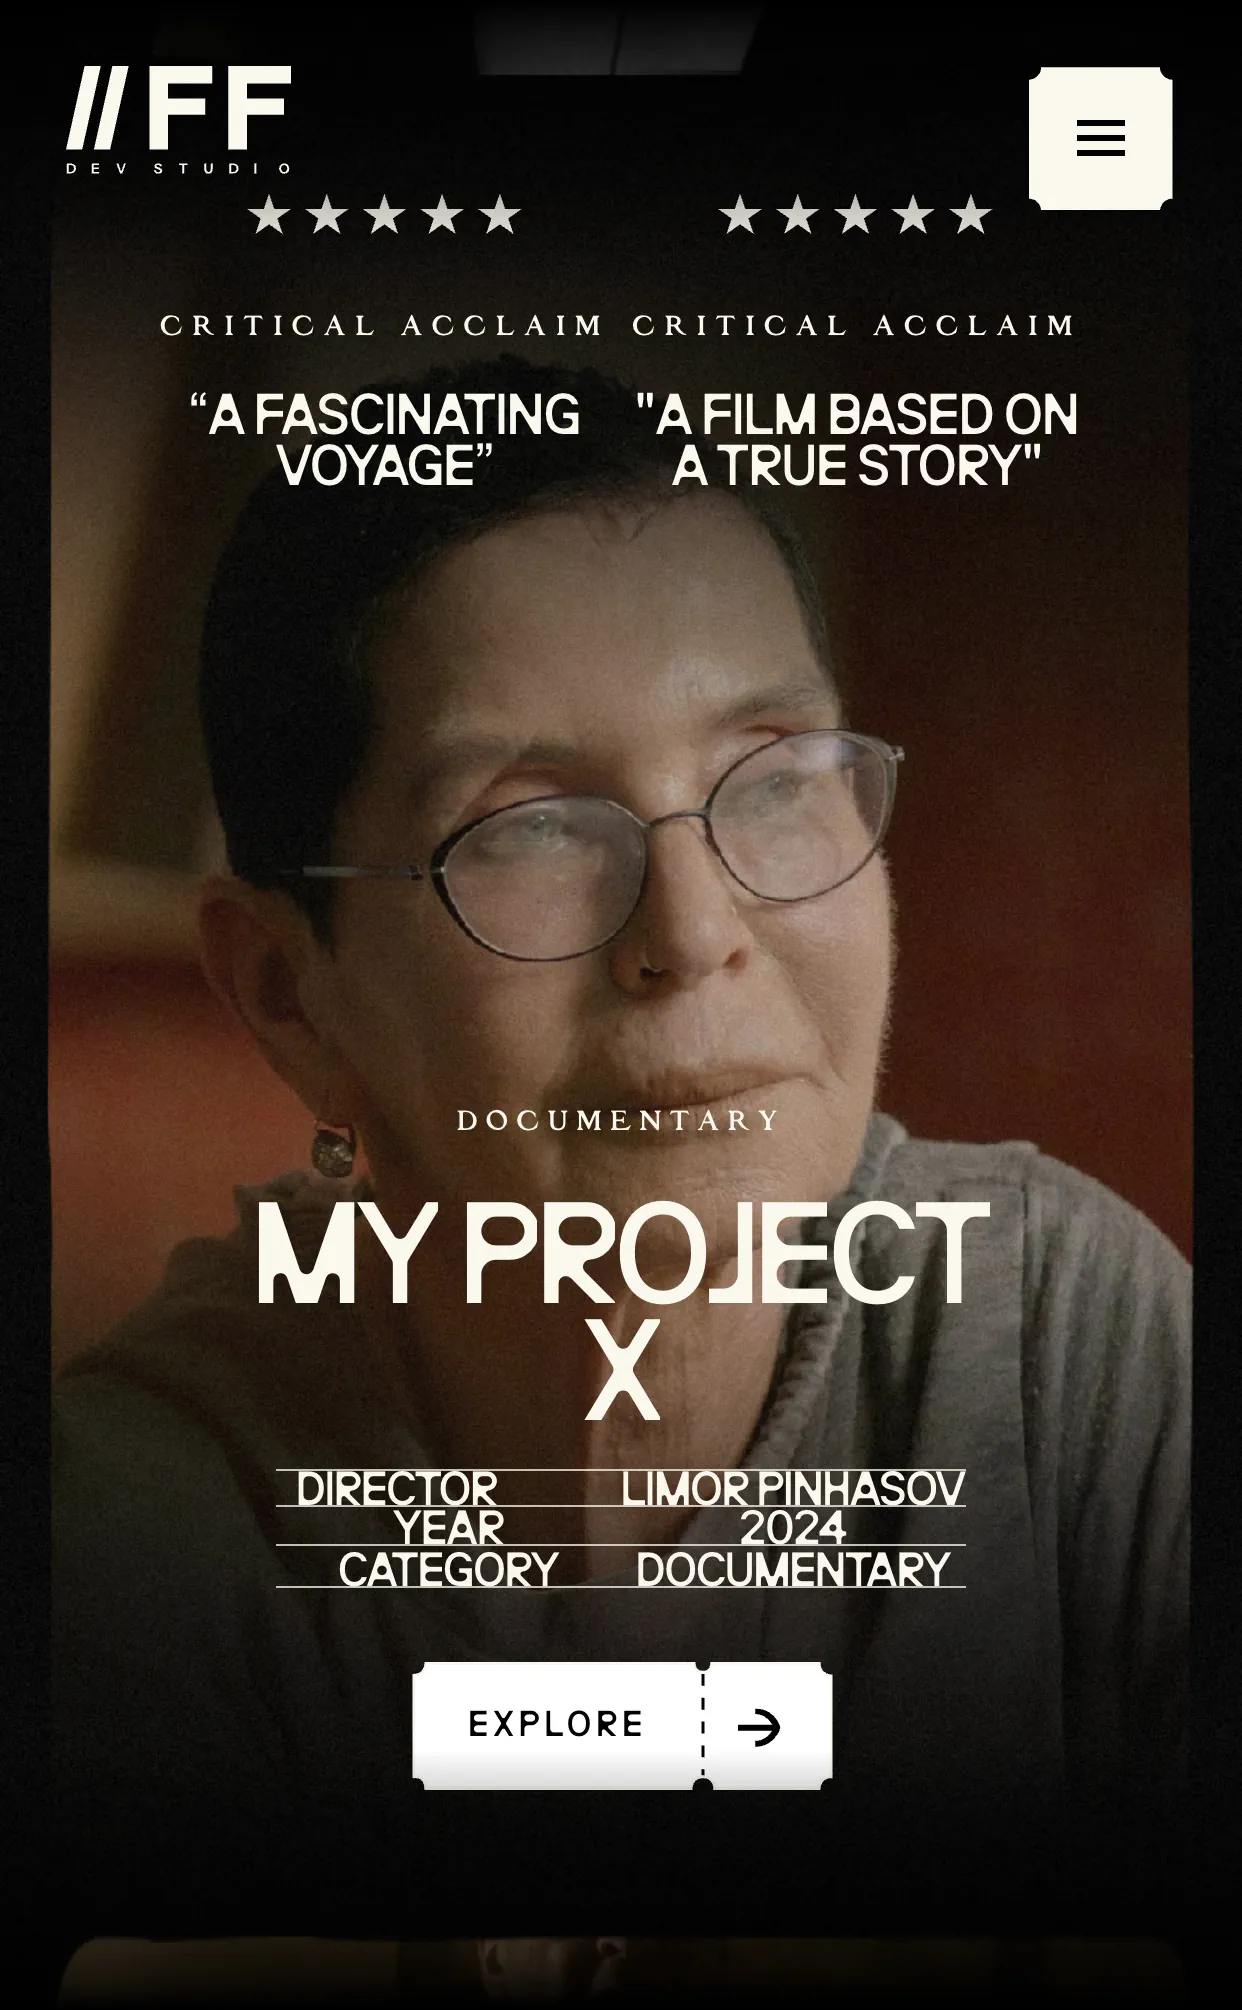 //FF
DEV STUDIO
CRITICAL ACCLAIM
“A FASCINATING
VOYAGE”
CRITICAL ACCLAIM
"A FILM BASED ON
A TRUE STORY"
DOCUMENTARY
MY PROJECT
X
DIRECTOR LIMOR PINHASOV
YEAR 2024
CATEGORY DOCUMENTARY
EXPLORE